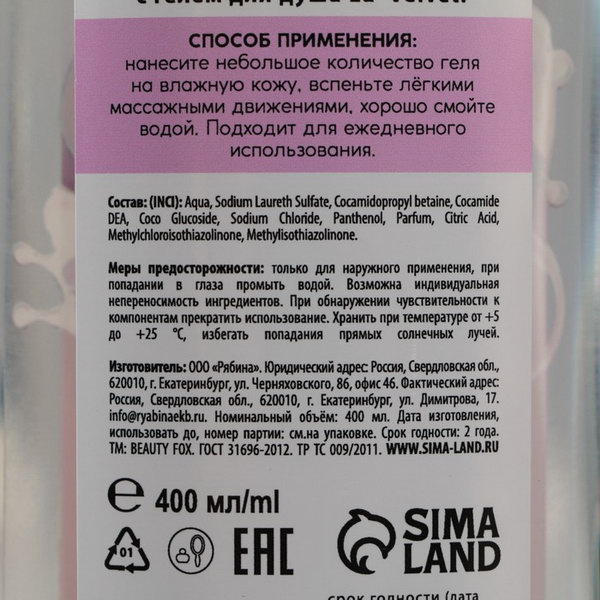 с гелем для душа
СПОСОБ ПРИМЕНЕНИЯ:
нанесите небольшое количество геля
на влажную кожу, вспеньте лёгкими
массажными движениями, хорошо смойте
водой. Подходит для ежедневного
использования.
Состав: (INCI): Aqua, Sodium Laureth Sulfate, Cocamidopropyl betaine, Cocamide
DEA, Coco Glucoside, Sodium Chloride, Panthenol, Parfum, Citric Acid,
Methylchloroisothiazolinone, Methylisothiazolinone.
Меры предосторожности: только для наружного применения, при
попадании в глаза промыть водой. Возможна индивидуальная
непереносимость ингредиентов. При обнаружении чувствительности к
компонентам прекратить использование. Хранить при температуре от +5
до +25 °С, избегать попадания прямых солнечных лучей.
Изготовитель: ООО «Рябина». Юридический адрес: Россия, Свердловская обл.,
620010, г. Екатеринбург, ул. Черняховского, 86, офис 46. Фактический адрес:
Россия, Свердловская обл., 620010, г. Екатеринбург, ул. Димитрова, 17.
info@ryabinaekb.ru. Номинальный объём: 400 мл. Дата изготовления,
использовать до, номер партии: см.на упаковке. Срок годности: 2 года.
TM: BEAUTY FOX. ГОСТ 31696-2012. ТР ТС 009/2011. WWW.SIMA-LAND.RU
℮ 400 мл/ml
01
EAC
SIMA
LAND
срок годности (дата